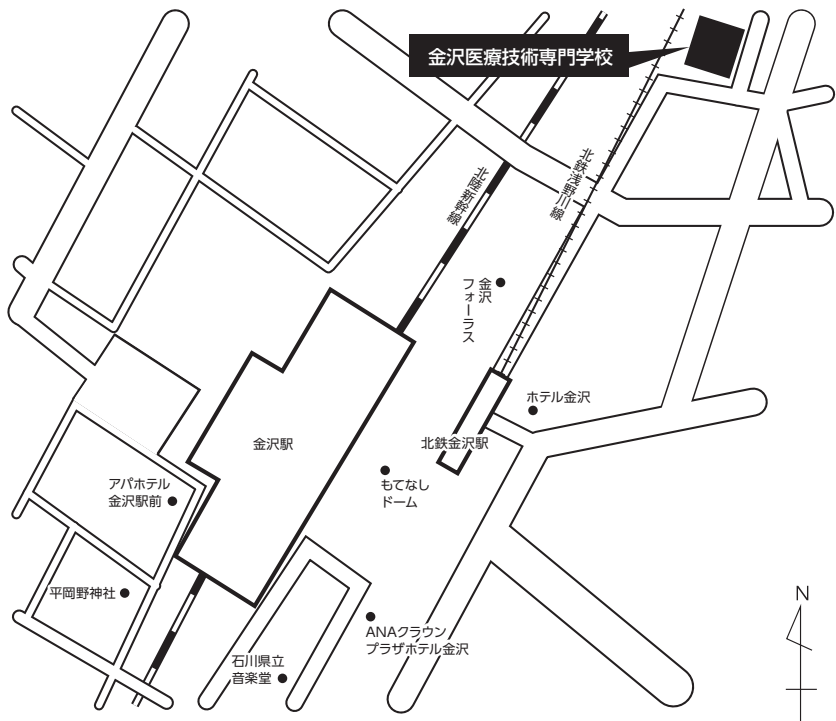 金沢医療技術専門学校
北陸新幹線
北鉄浅野川線
金沢
フォーラス
ホテル金沢
金沢駅
北鉄金沢駅
もてなし
ドーム
アパホテル
金沢駅前
平岡野神社
ANAクラウン
プラザホテル金沢
石川県立
音楽堂
N